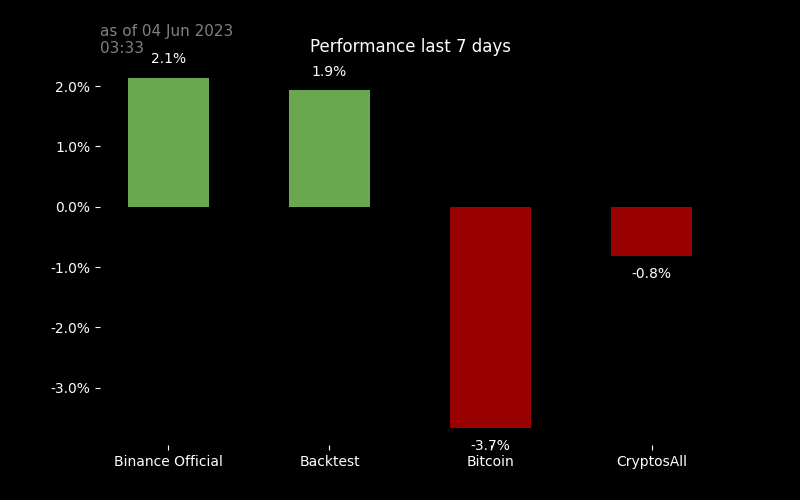 as of 04 Jun 2023
03:33
Performance last 7 days
2.1%
1.9%
2.0%
1.0%
0.0%
-1.0%
-0.8%
-2.0%
-3.0%
-3.7%
Binance Official
Backtest
Bitcoin
CryptosAll